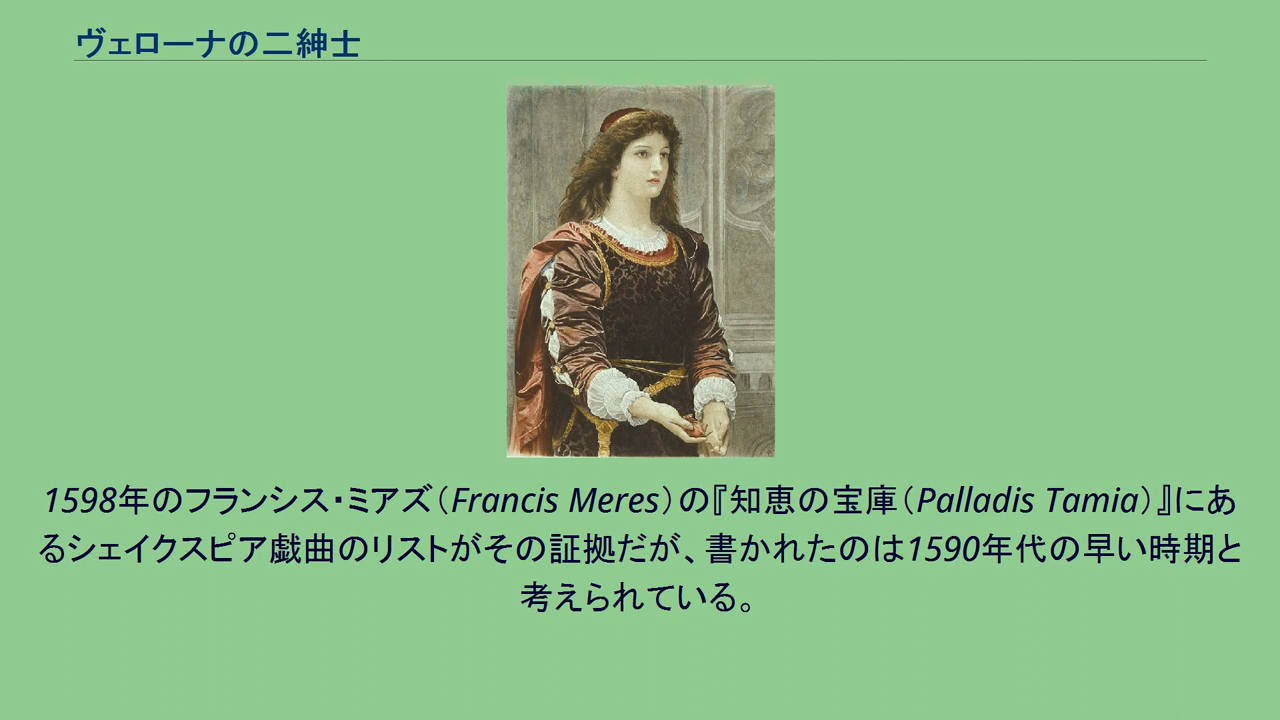 ヴェローナの二紳士
1598年のフランシス・ミアズ（Francis Meres）の『知恵の宝庫（Palladis Tamia）』にあ
るシェイクスピア戯曲のリストがその証拠だが、書かれたのは1590年代の早い時期と
考えられている。